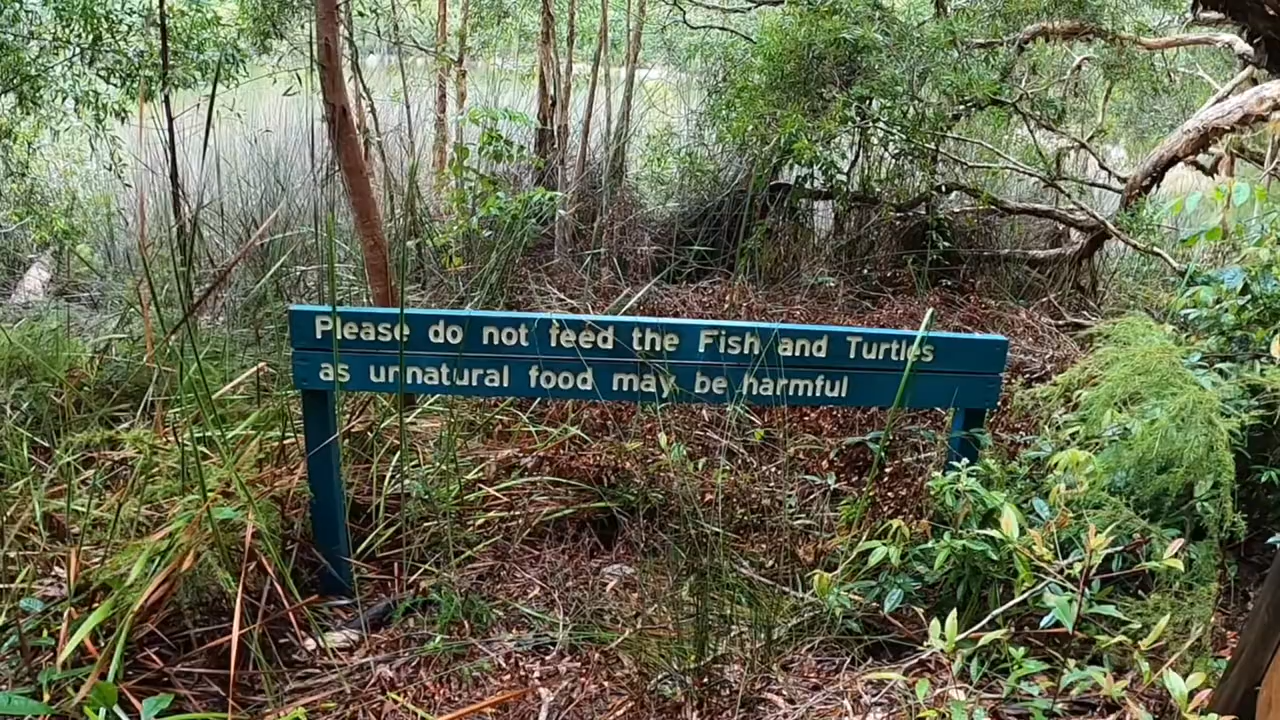 Please do not feed the Fish and Turtles
as unnatural food may be harmful